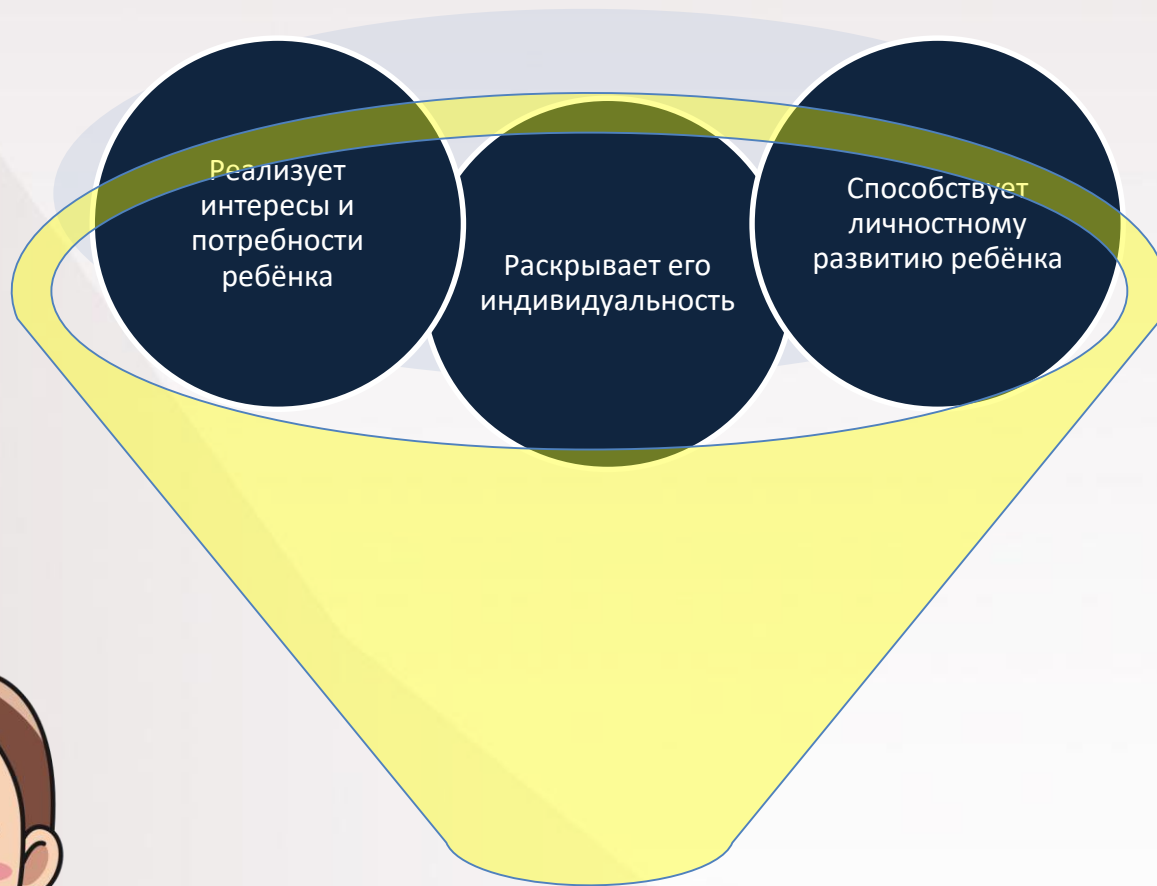 Реализует
интересы и
потребности
ребёнка
Раскрывает его
индивидуальность
Способствует
личностному
развитию ребёнка